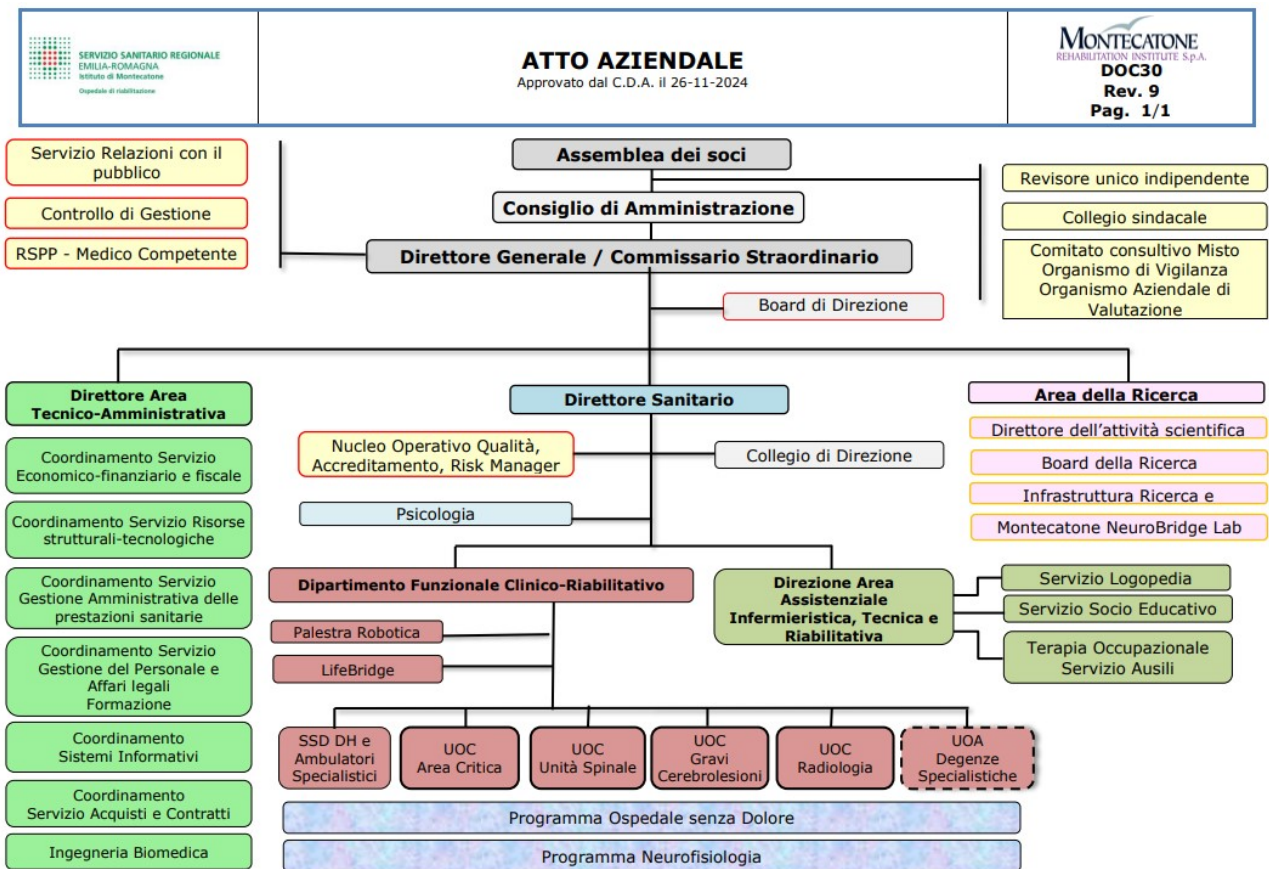 SERVIZIO SANITARIO REGIONALE
EMILIA-ROMAGNA
Istituto di Montecatone
Ospedale di riabilitazione
ATTO AZIENDALE
Approvato dal C.D.A. il 26-11-2024
MONTECATONE
REHABILITATION INSTITUTE S.p.A.
DOC30
Rev. 9
Pag. 1/1
Servizio Relazioni con il
pubblico
Controllo di Gestione
RSPP - Medico Competente
Assemblea dei soci
Consiglio di Amministrazione
Direttore Generale / Commissario Straordinario
Board di Direzione
Revisore unico indipendente
Collegio sindacale
Comitato consultivo Misto
Organismo di Vigilanza
Organismo Aziendale di
Valutazione
Direttore Area
Tecnico-Amministrativa
Coordinamento Servizio
Economico-finanziario e fiscale
Coordinamento Servizio Risorse
strutturali-tecnologiche
Coordinamento Servizio
Gestione Amministrativa delle
prestazioni sanitarie
Coordinamento Servizio
Gestione del Personale e
Affari legali
Formazione
Coordinamento
Sistemi Informativi
Coordinamento
Servizio Acquisti e Contratti
Ingegneria Biomedica
Direttore Sanitario
Nucleo Operativo Qualità,
Accreditamento, Risk Manager
Collegio di Direzione
Psicologia
Area della Ricerca
Direttore dell'attività scientifica
Board della Ricerca
Infrastruttura Ricerca e
Montecatone NeuroBridge Lab
Dipartimento Funzionale Clinico-Riabilitativo
Palestra Robotica
LifeBridge
Direzione Area
Assistenziale
Infermieristica, Tecnica e
Riabilitativa
Servizio Logopedia
Servizio Socio Educativo
Terapia Occupazionale
Servizio Ausili
SSD DH e
Ambulatori
Specialistici
UOC
Area Critica
UOC
Unità Spinale
UOC
Gravi
Cerebrolesioni
UOC
Radiologia
UOA
Degenze
Specialistiche
Programma Ospedale senza Dolore
Programma Neurofisiologia